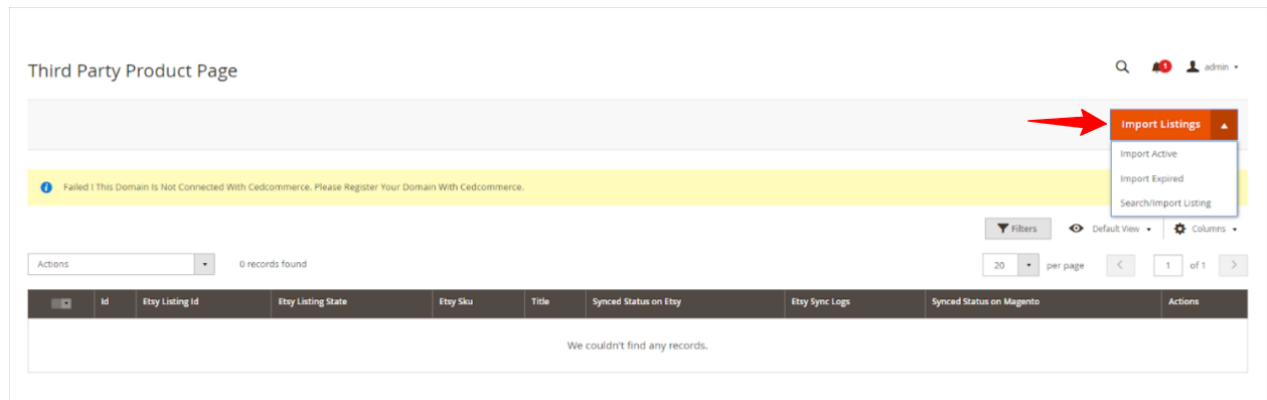 Third Party Product Page
1
admin
Import Listings
Import Active
Import Expired
Search/Import Listing
Failed ! This Domain Is Not Connected With Cedcommerce. Please Register Your Domain With Cedcommerce.
Filters
Default View
Columns
Actions
0 records found
20
per page
1
of 1
Id
Etsy Listing Id
Etsy Listing State
Etsy Sku
Title
Synced Status on Etsy
Etsy Sync Logs
Synced Status on Magento
Actions
We couldn't find any records.